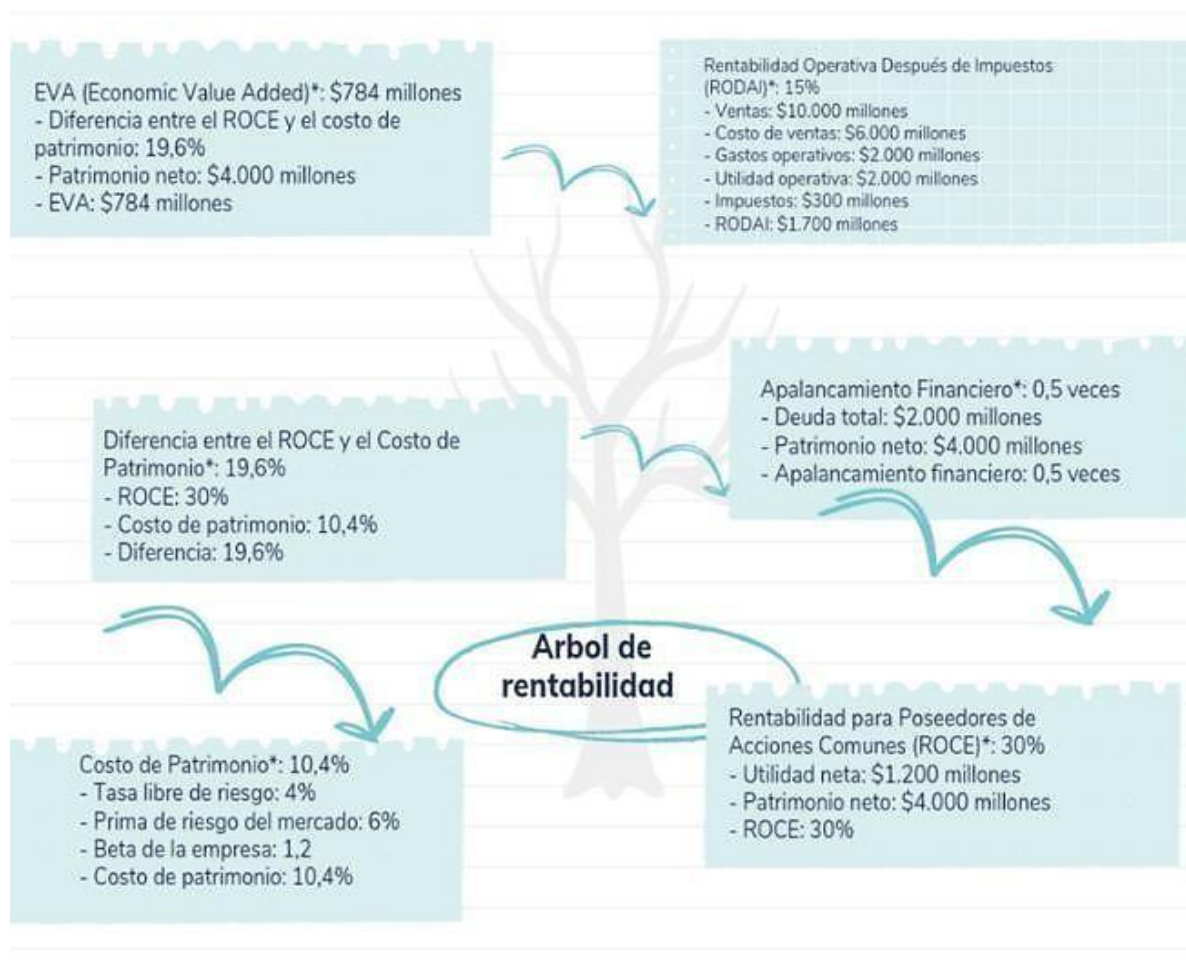 EVA (Economic Value Added)*: $784 millones
- Diferencia entre el ROCE y el costo de
patrimonio: 19,6%
- Patrimonio neto: $4.000 millones
- EVA: $784 millones
Rentabilidad Operativa Después de Impuestos
(RODAI)*: 15%
- Ventas: $10.000 millones
- Costo de ventas: $6.000 millones
- Gastos operativos: $2.000 millones
- Utilidad operativa: $2.000 millones
- Impuestos: $300 millones
- RODAI: $1.700 millones
Diferencia entre el ROCE y el Costo de
Patrimonio*: 19,6%
- ROCE: 30%
- Costo de patrimonio: 10,4%
- Diferencia: 19,6%
Apalancamiento Financiero*: 0,5 veces
- Deuda total: $2.000 millones
- Patrimonio neto: $4.000 millones
- Apalancamiento financiero: 0,5 veces
Arbol de
rentabilidad
Costo de Patrimonio*: 10,4%
- Tasa libre de riesgo: 4%
- Prima de riesgo del mercado: 6%
- Beta de la empresa: 1,2
- Costo de patrimonio: 10,4%
Rentabilidad para Poseedores de
Acciones Comunes (ROCE)*: 30%
- Utilidad neta: $1.200 millones
- Patrimonio neto: $4.000 millones
- ROCE: 30%